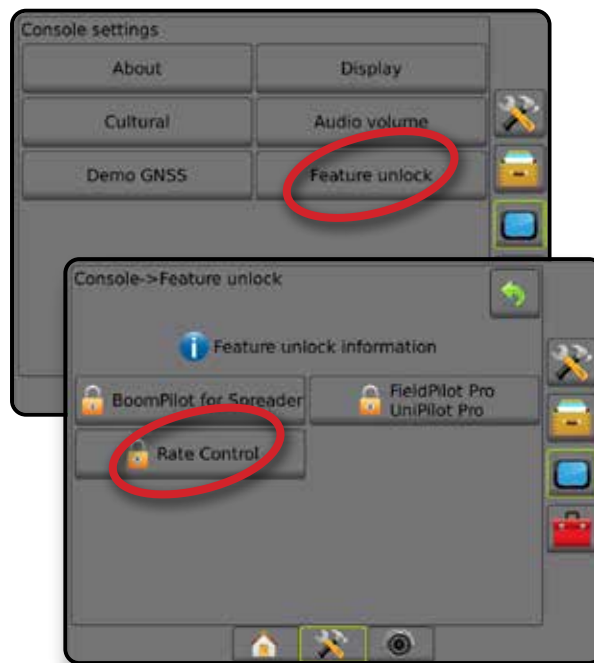 Console settings
About
Display
Cultural
Audio volume
Demo GNSS
Feature unlock
Console->Feature unlock
Feature unlock information
BoomPilot for Spreader
FieldPilot Pro
UniPilot Pro
Rate Control